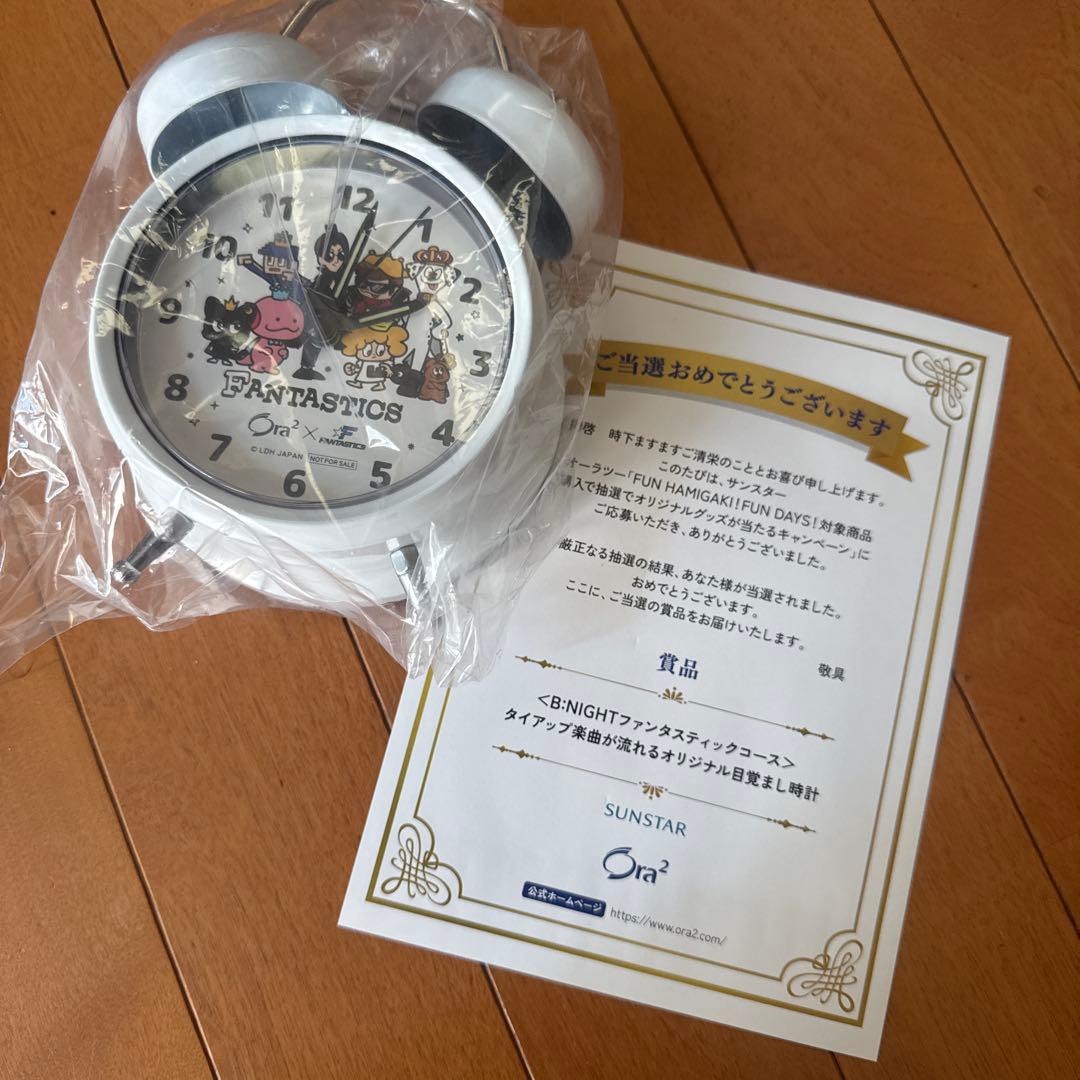 12
1
2
3
4
5
6
7
8
9
10
11
FANTASTICS
Ora2 × FANTASTICS
© LDH JAPAN NOT FOR SALE
ご当選おめでとうございます
拝啓 時下ますますご清栄のこととお喜び申し上げます。
このたびは、サンスター
オーラツー「FUN HAMIGAKI! FUN DAYS! 対象商品
購入で抽選でオリジナルグッズが当たるキャンペーン」に
ご応募いただき、ありがとうございました。
厳正なる抽選の結果、あなた様が当選されました。
おめでとうございます。
ここに、ご当選の賞品をお届けいたします。
敬具
賞品
<B:NIGHTファンタスティックコース>
タイアップ楽曲が流れるオリジナル目覚まし時計
SUNSTAR
Ora2
公式ホームページ https://www.ora2.com/